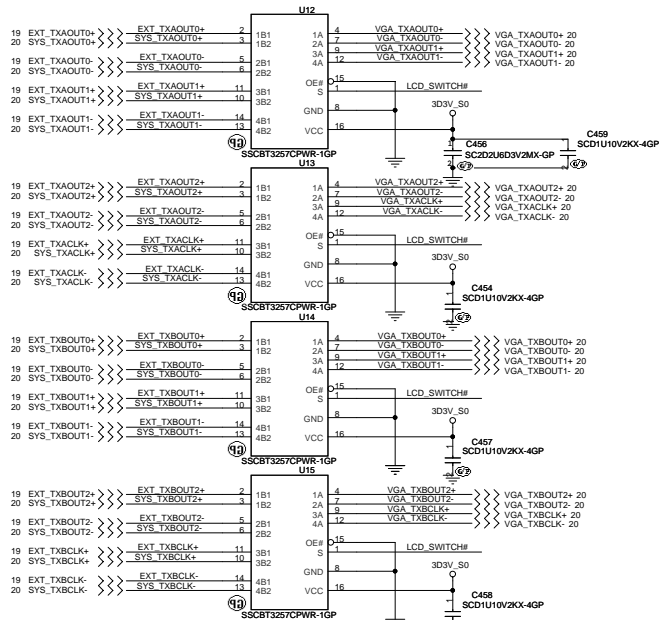 U12
19 EXT_TXAOUT0+ EXT_TXAOUT0+ 2 1B1 1A 4 VGA_TXAOUT0+ VGA_TXAOUT0+ 20
20 SYS_TXAOUT0+ SYS_TXAOUT0+ 3 1B2 2A 7 VGA_TXAOUT0- VGA_TXAOUT0- 20
3A 9 VGA_TXAOUT1+ VGA_TXAOUT1+ 20
19 EXT_TXAOUT0- EXT_TXAOUT0- 5 2B1 4A 12 VGA_TXAOUT1- VGA_TXAOUT1- 20
20 SYS_TXAOUT0- SYS_TXAOUT0- 6 2B2
OE# 15
19 EXT_TXAOUT1+ EXT_TXAOUT1+ 11 3B1 S 1 LCD_SWITCH#
20 SYS_TXAOUT1+ SYS_TXAOUT1+ 10 3B2
GND 8 3D3V_S0
19 EXT_TXAOUT1- EXT_TXAOUT1- 14 4B1
20 SYS_TXAOUT1- SYS_TXAOUT1- 13 4B2 VCC 16
SSCBT3257CPWR-1GP
C456
SC2D2U6D3V2MX-GP
C459
SCD1U10V2KX-4GP
U13
19 EXT_TXAOUT2+ EXT_TXAOUT2+ 2 1B1 1A 4 VGA_TXAOUT2+ VGA_TXAOUT2+ 20
20 SYS_TXAOUT2+ SYS_TXAOUT2+ 3 1B2 2A 7 VGA_TXAOUT2- VGA_TXAOUT2- 20
3A 9 VGA_TXACLK+ VGA_TXACLK+ 20
19 EXT_TXAOUT2- EXT_TXAOUT2- 5 2B1 4A 12 VGA_TXACLK- VGA_TXACLK- 20
20 SYS_TXAOUT2- SYS_TXAOUT2- 6 2B2
OE# 15
19 EXT_TXACLK+ EXT_TXACLK+ 11 3B1 S 1 LCD_SWITCH#
20 SYS_TXACLK+ SYS_TXACLK+ 10 3B2
GND 8 3D3V_S0
19 EXT_TXACLK- EXT_TXACLK- 14 4B1
20 SYS_TXACLK- SYS_TXACLK- 13 4B2 VCC 16
SSCBT3257CPWR-1GP
C454
SCD1U10V2KX-4GP
U14
19 EXT_TXBOUT0+ EXT_TXBOUT0+ 2 1B1 1A 4 VGA_TXBOUT0+ VGA_TXBOUT0+ 20
20 SYS_TXBOUT0+ SYS_TXBOUT0+ 3 1B2 2A 7 VGA_TXBOUT0- VGA_TXBOUT0- 20
3A 9 VGA_TXBOUT1+ VGA_TXBOUT1+ 20
19 EXT_TXBOUT0- EXT_TXBOUT0- 5 2B1 4A 12 VGA_TXBOUT1- VGA_TXBOUT1- 20
20 SYS_TXBOUT0- SYS_TXBOUT0- 6 2B2
OE# 15
19 EXT_TXBOUT1+ EXT_TXBOUT1+ 11 3B1 S 1 LCD_SWITCH#
20 SYS_TXBOUT1+ SYS_TXBOUT1+ 10 3B2
GND 8 3D3V_S0
19 EXT_TXBOUT1- EXT_TXBOUT1- 14 4B1
20 SYS_TXBOUT1- SYS_TXBOUT1- 13 4B2 VCC 16
SSCBT3257CPWR-1GP
C457
SCD1U10V2KX-4GP
U15
19 EXT_TXBOUT2+ EXT_TXBOUT2+ 2 1B1 1A 4 VGA_TXBOUT2+ VGA_TXBOUT2+ 20
20 SYS_TXBOUT2+ SYS_TXBOUT2+ 3 1B2 2A 7 VGA_TXBOUT2- VGA_TXBOUT2- 20
3A 9 VGA_TXBCLK+ VGA_TXBCLK+ 20
19 EXT_TXBOUT2- EXT_TXBOUT2- 5 2B1 4A 12 VGA_TXBCLK- VGA_TXBCLK- 20
20 SYS_TXBOUT2- SYS_TXBOUT2- 6 2B2
OE# 15
19 EXT_TXBCLK+ EXT_TXBCLK+ 11 3B1 S 1 LCD_SWITCH#
20 SYS_TXBCLK+ SYS_TXBCLK+ 10 3B2
GND 8 3D3V_S0
19 EXT_TXBCLK- EXT_TXBCLK- 14 4B1
20 SYS_TXBCLK- SYS_TXBCLK- 13 4B2 VCC 16
SSCBT3257CPWR-1GP
C458
SCD1U10V2KX-4GP